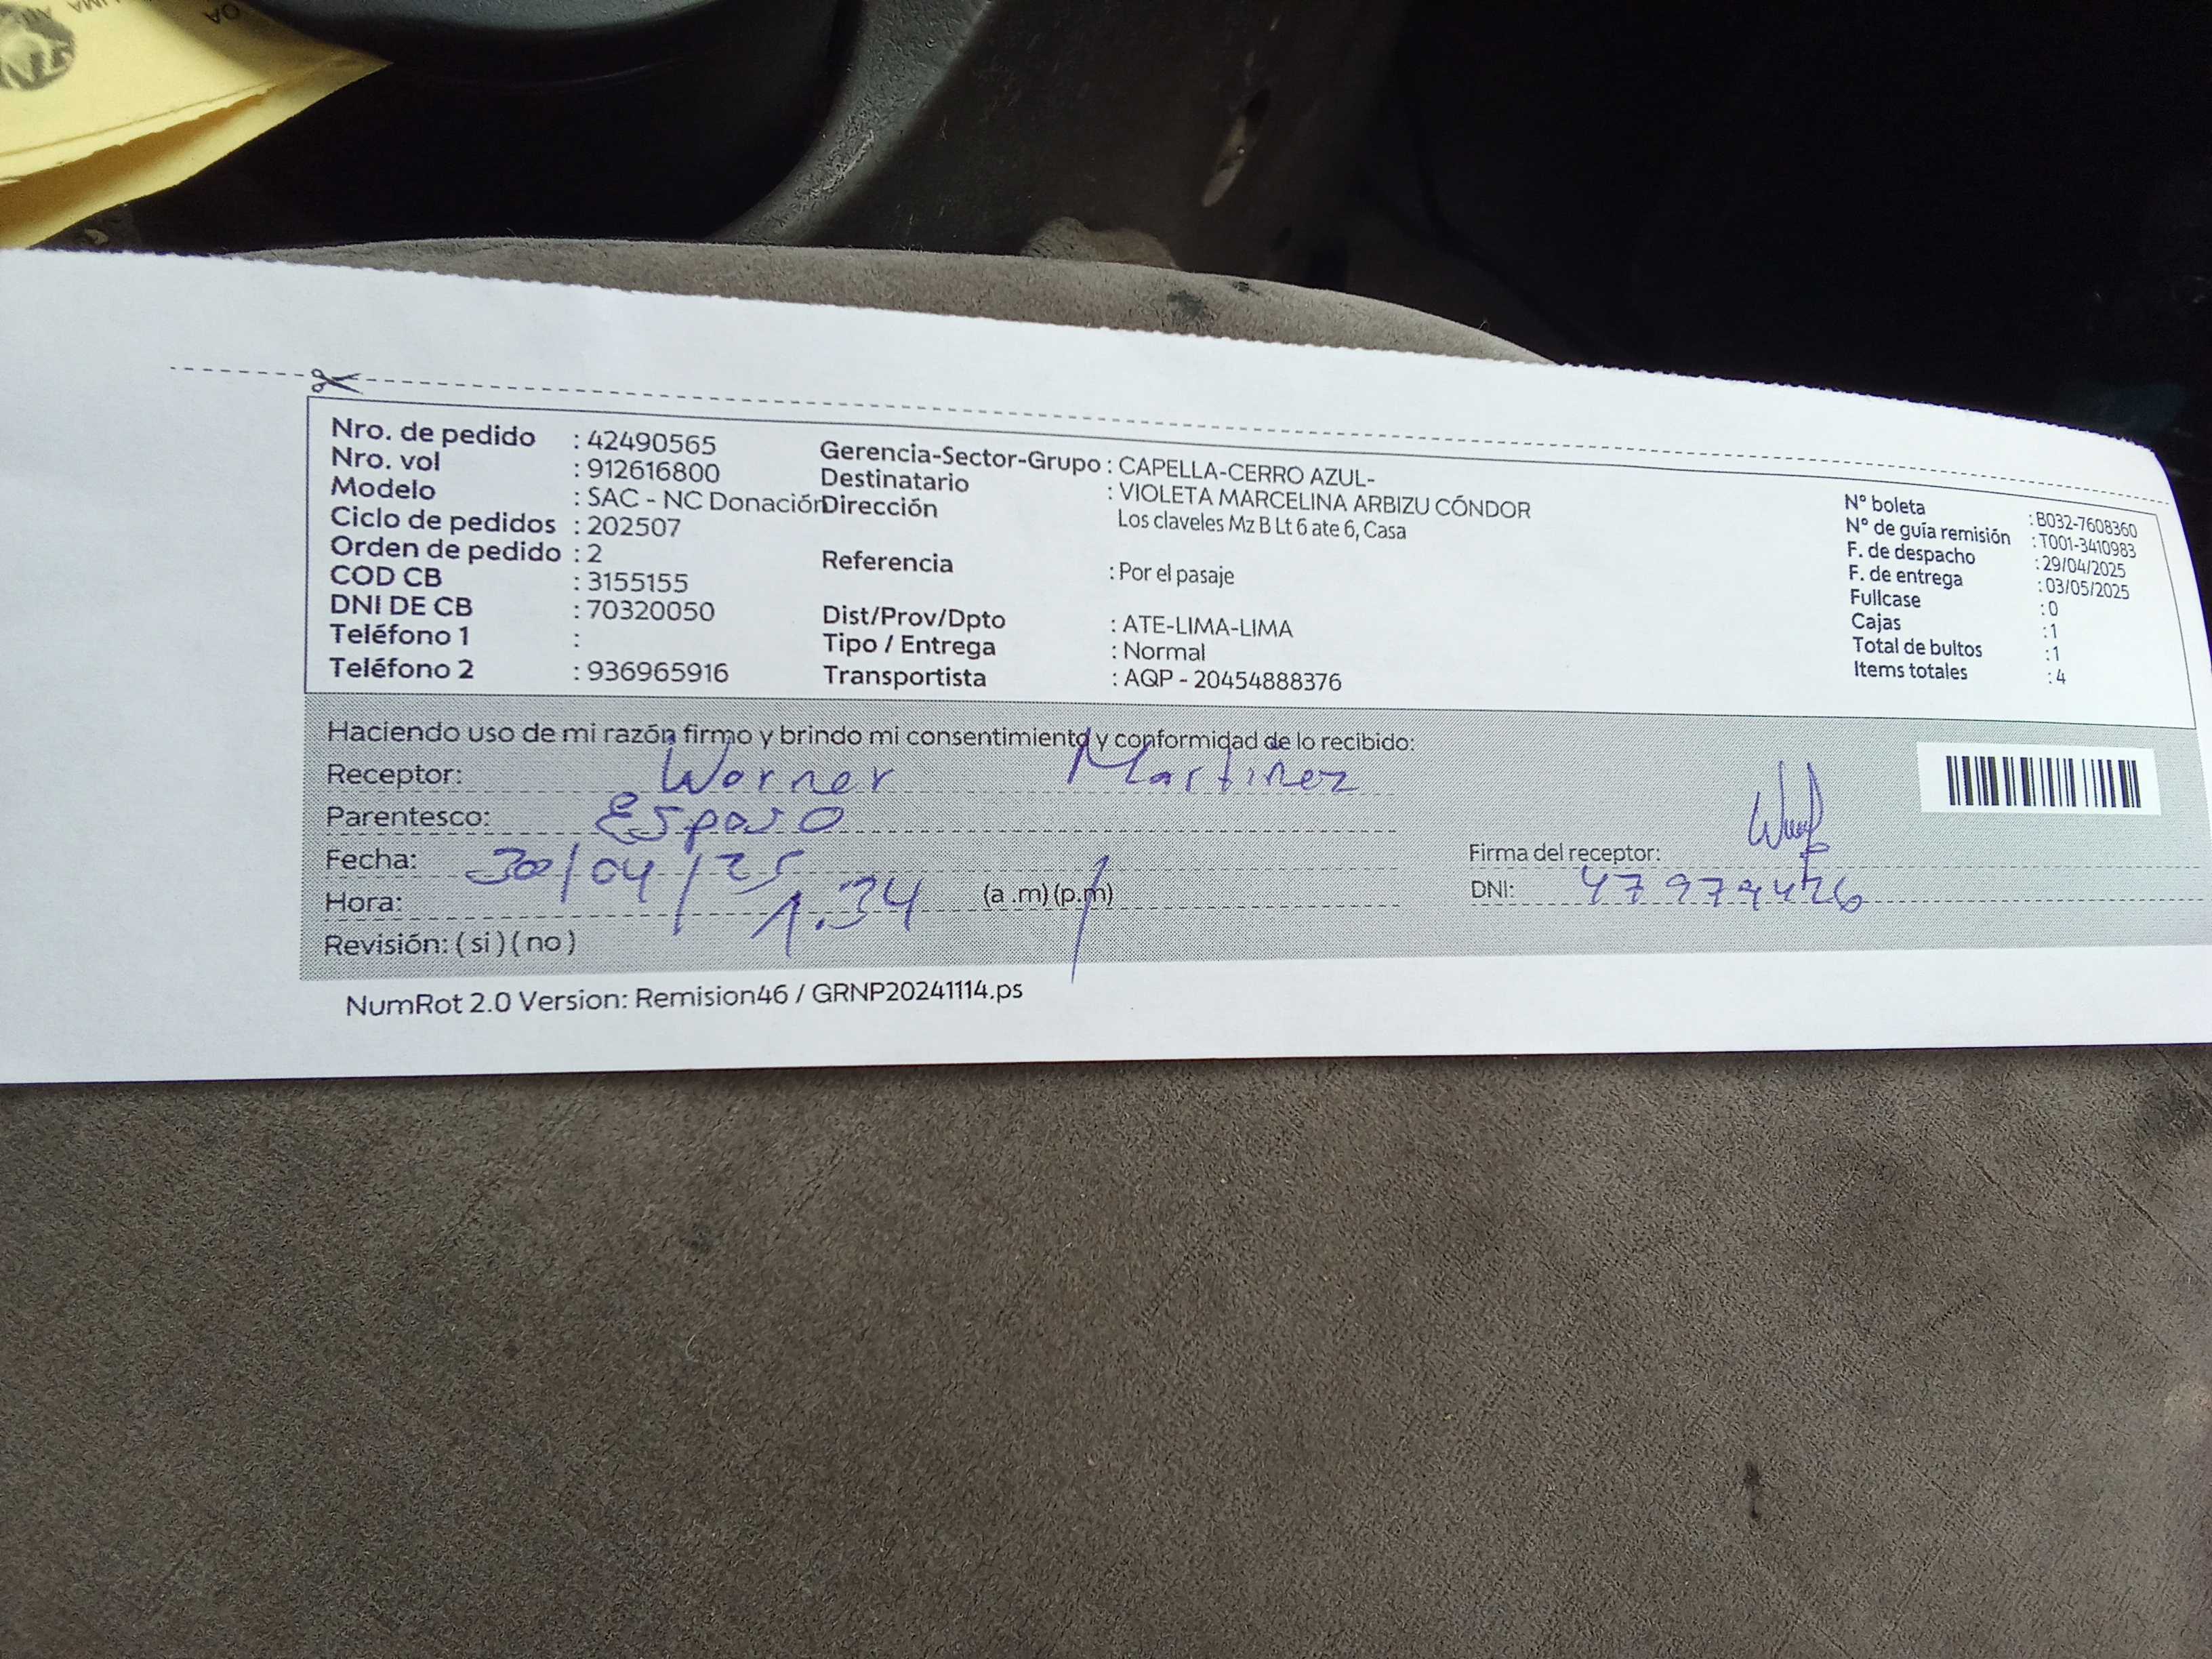 Nro. de pedido : 42490565
Nro. vol : 912616800
Modelo : SAC - NC Donación
Ciclo de pedidos : 202507
Orden de pedido : 2
COD CB : 3155155
DNI DE CB : 70320050
Teléfono 1 :
Teléfono 2 : 936965916
Gerencia-Sector-Grupo : CAPELLA-CERRO AZUL-
Destinatario : VIOLETA MARCELINA ARBIZU CÓNDOR
Dirección Los claveles Mz B Lt 6 ate 6, Casa
Referencia : Por el pasaje
Dist/Prov/Dpto : ATE-LIMA-LIMA
Tipo / Entrega : Normal
Transportista : AQP - 20454888376
N° boleta : B032-7608360
N° de guía remisión : T001-3410983
F. de despacho : 29/04/2025
F. de entrega : 03/05/2025
Fullcase : 0
Cajas : 1
Total de bultos : 1
Items totales : 4
Haciendo uso de mi razón firmo y brindo mi consentimiento y conformidad de lo recibido:
Receptor: Worner Martinez
Parentesco: Esposo
Fecha: 30/04/25
Hora: 1.34 (a .m) (p.m)
Revisión: ( si ) ( no )
Firma del receptor:
DNI:
NumRot 2.0 Version: Remision46 / GRNP20241114.ps